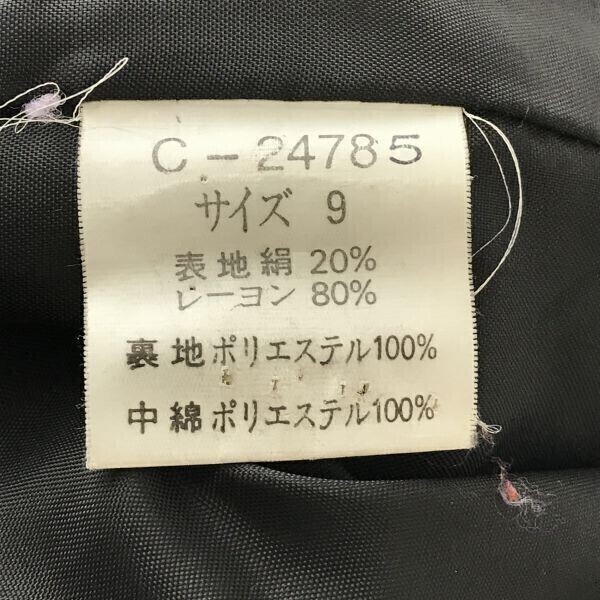 C-24785
サイズ 9
表地絹 20%
レーヨン 80%
裏地ポリエステル100%
中綿ポリエステル100%